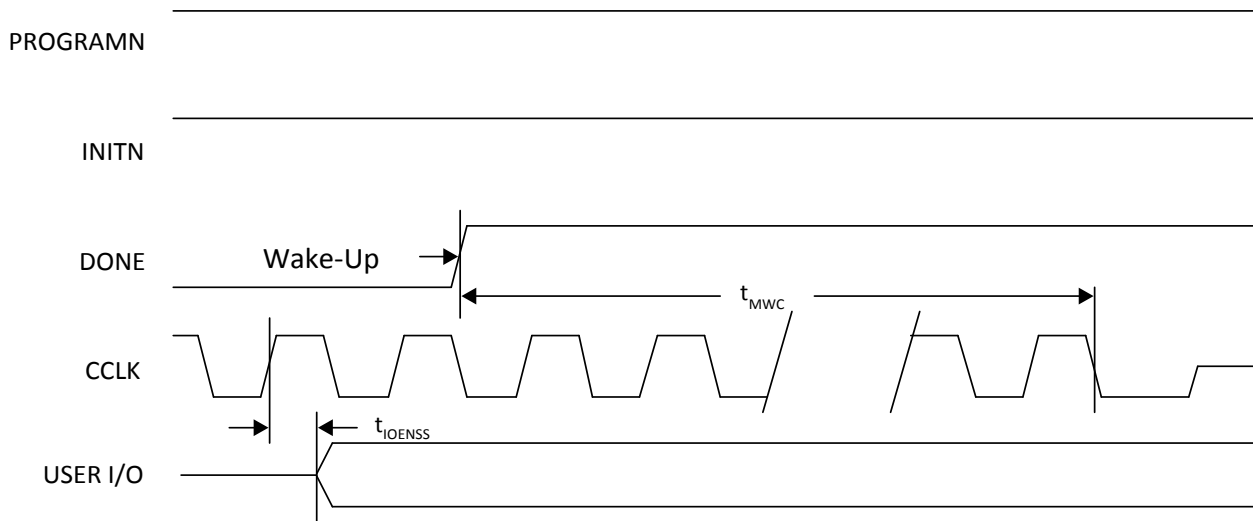 PROGRAMN
INITN
DONE
Wake-Up
tMWC
CCLK
tIOENSS
USER I/O